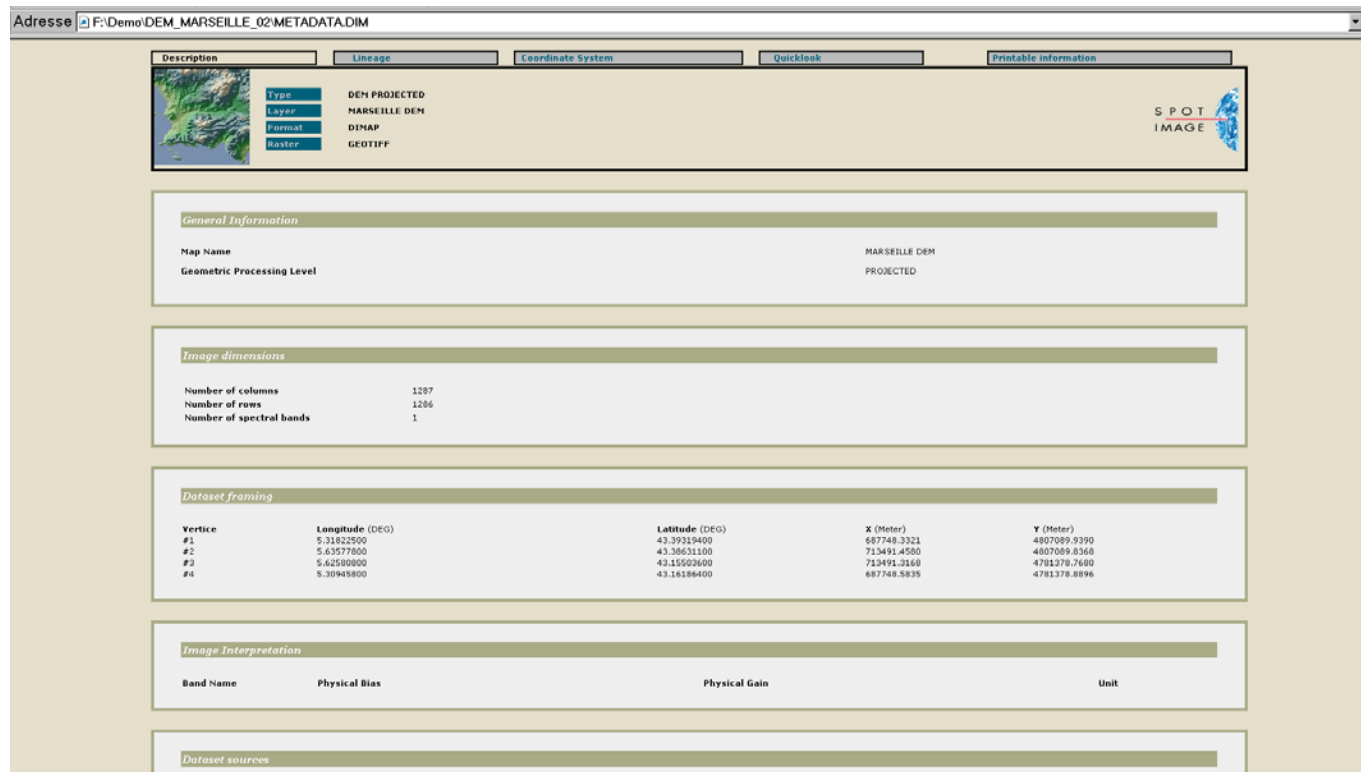 Adresse F:\Demo\DEM_MARSEILLE_02\METADATA.DIM
Description Lineage Coordinate System Quicklook Printable information
Type DEM PROJECTED
Layer MARSEILLE DEM
Format DIMAP
Raster GEOTIFF
SPOT
IMAGE
General Information
Map Name MARSEILLE DEM
Geometric Processing Level PROJECTED
Image dimensions
Number of columns 1287
Number of rows 1286
Number of spectral bands 1
Dataset framing
Vertice Longitude (DEG) Latitude (DEG) X (Meter) Y (Meter)
#1 5.31822500 43.39319400 687748.3321 4807089.9390
#2 5.63577800 43.38631100 713491.4580 4807089.8368
#3 5.62580800 43.15503600 713491.3160 4781378.7680
#4 5.30945800 43.16186400 687748.5835 4781378.8896
Image Interpretation
Band Name Physical Bias Physical Gain Unit
Dataset sources